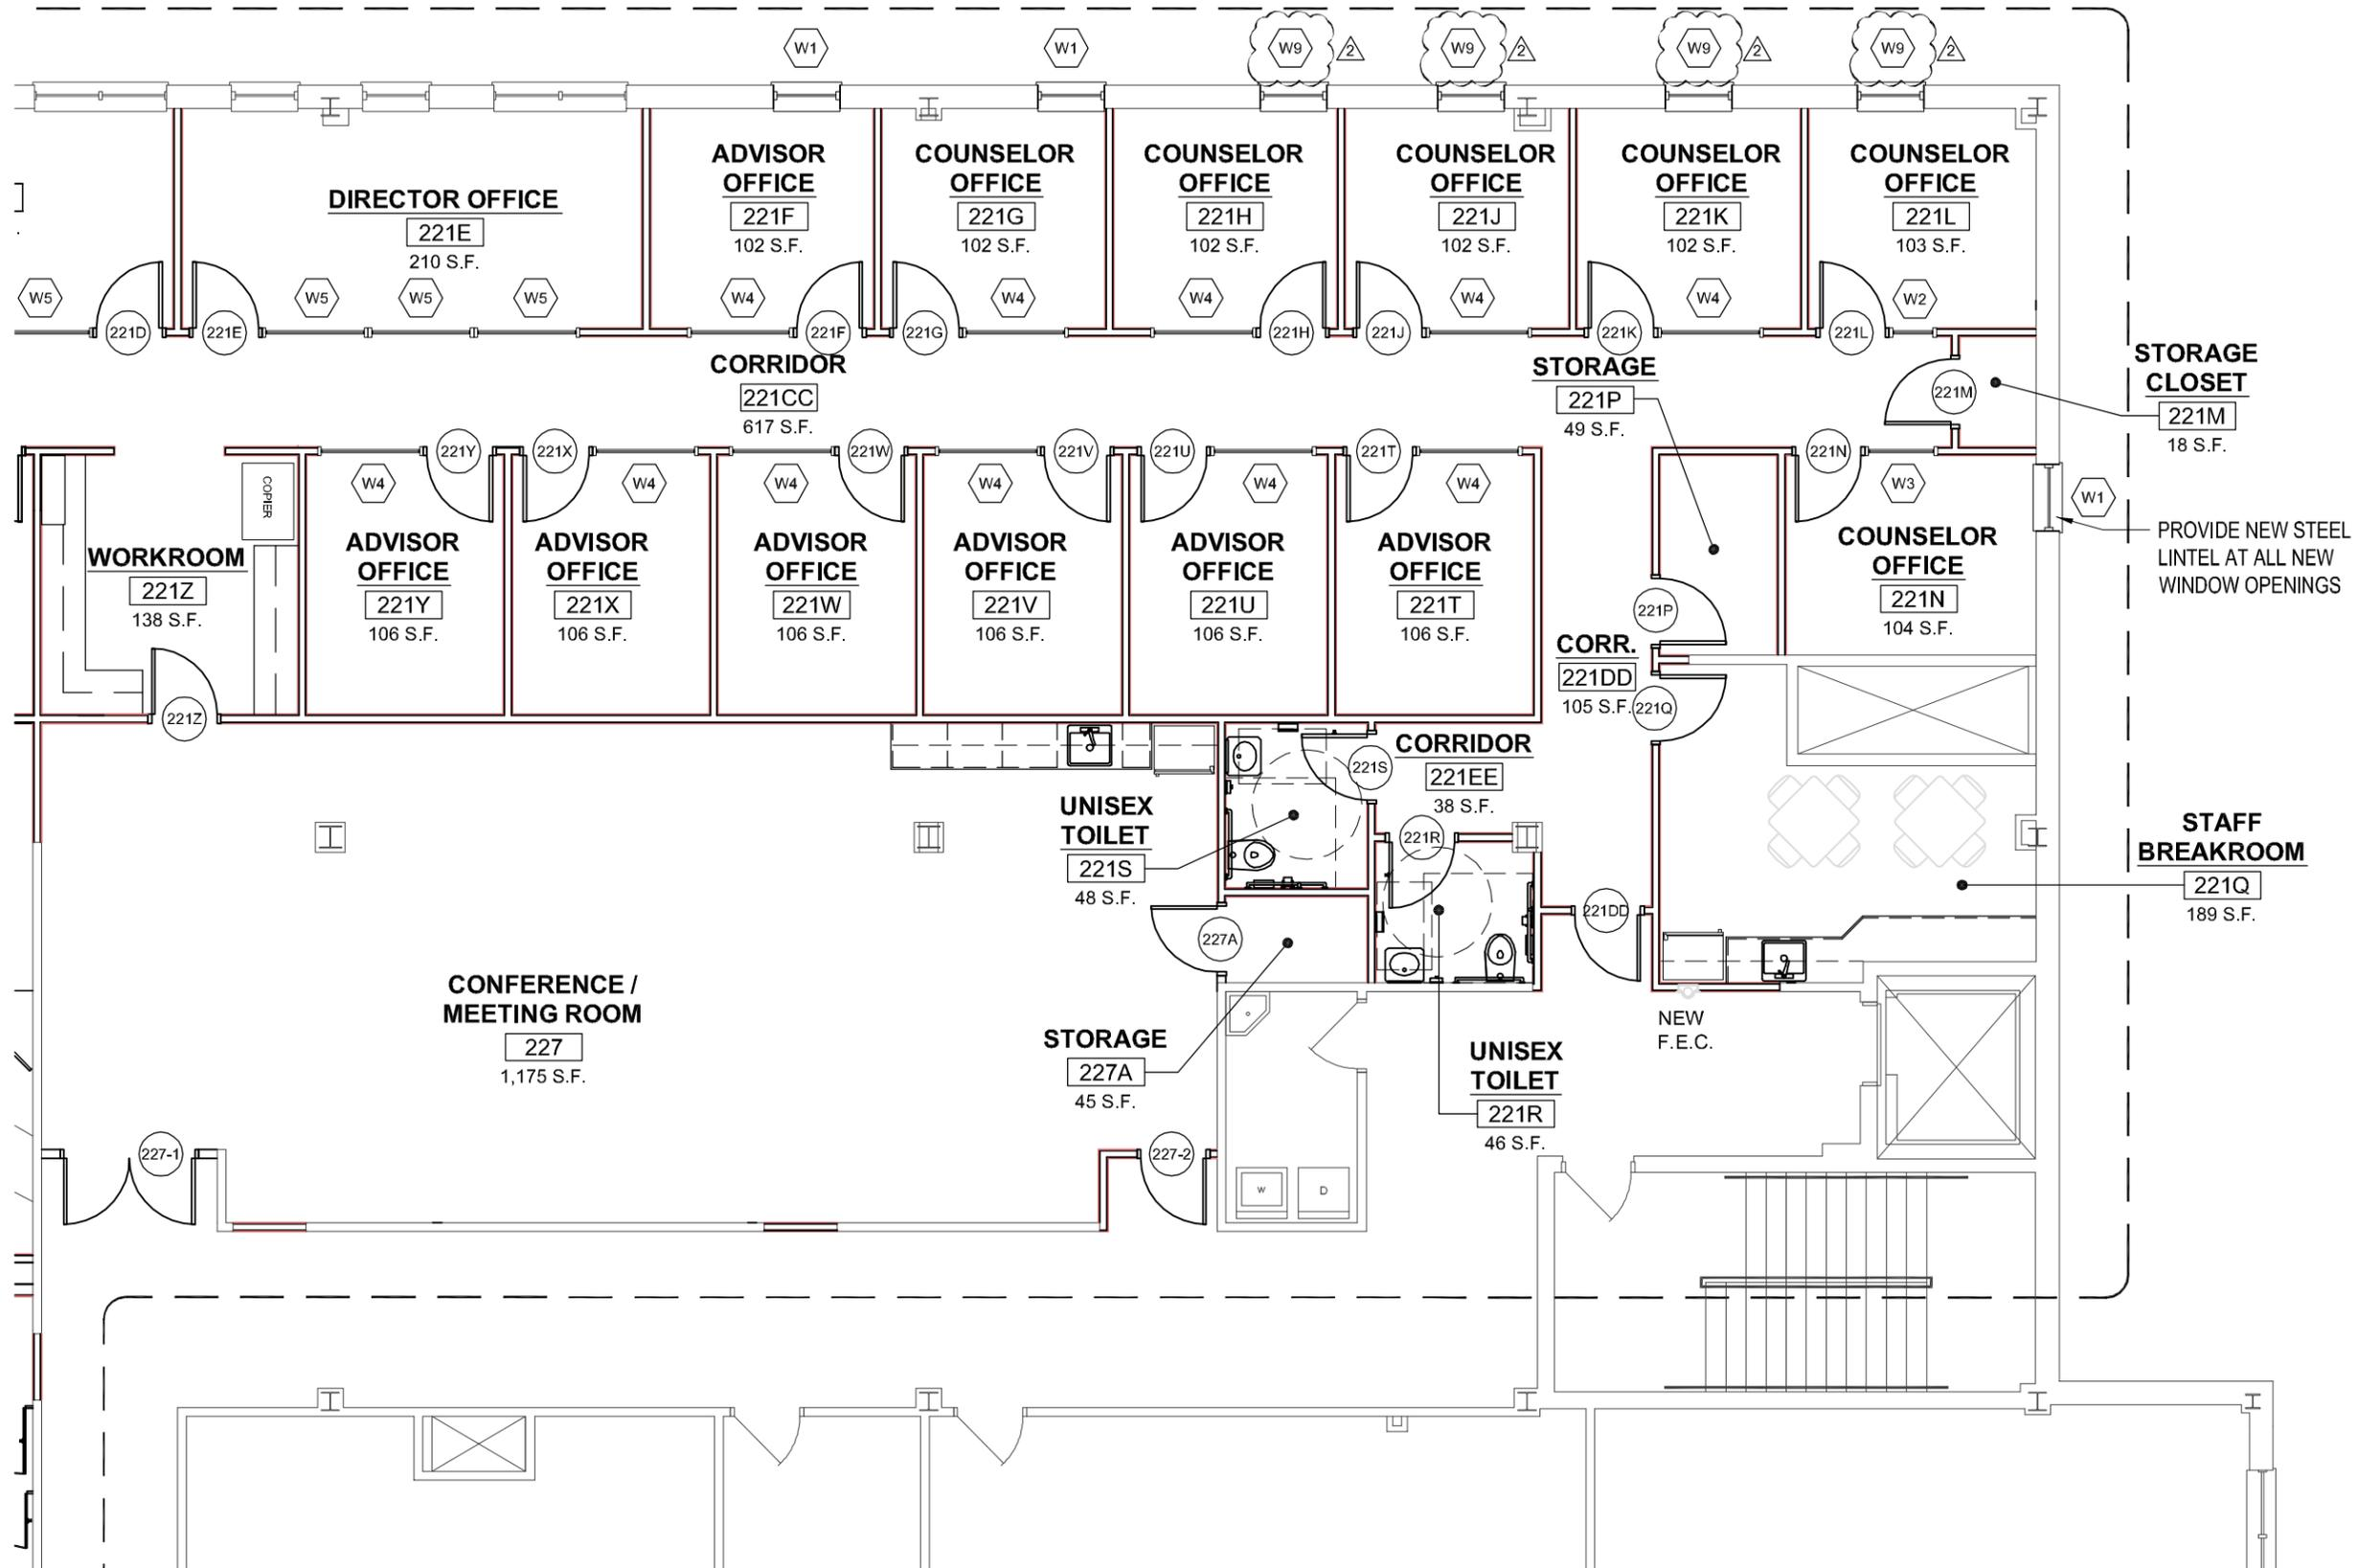 W1
W1
W9
2
W9
2
W9
2
W9
2
DIRECTOR OFFICE
221E
210 S.F.
ADVISOR
OFFICE
221F
102 S.F.
COUNSELOR
OFFICE
221G
102 S.F.
COUNSELOR
OFFICE
221H
102 S.F.
COUNSELOR
OFFICE
221J
102 S.F.
COUNSELOR
OFFICE
221K
102 S.F.
COUNSELOR
OFFICE
221L
103 S.F.
W5
W5
W5
W5
W4
W4
W4
W4
W4
W2
221D
221E
221F
221G
221H
221J
221K
221L
CORRIDOR
221CC
617 S.F.
STORAGE
221P
49 S.F.
221M
STORAGE
CLOSET
221M
18 S.F.
221Y
221X
221W
221V
221U
221T
221N
COPIER
W4
W4
W4
W4
W4
W4
W3
W1
PROVIDE NEW STEEL
LINTEL AT ALL NEW
WINDOW OPENINGS
WORKROOM
221Z
138 S.F.
ADVISOR
OFFICE
221Y
106 S.F.
ADVISOR
OFFICE
221X
106 S.F.
ADVISOR
OFFICE
221W
106 S.F.
ADVISOR
OFFICE
221V
106 S.F.
ADVISOR
OFFICE
221U
106 S.F.
ADVISOR
OFFICE
221T
106 S.F.
COUNSELOR
OFFICE
221N
104 S.F.
221P
CORR.
221DD
105 S.F.
221Q
221Z
CORRIDOR
221EE
38 S.F.
221S
221R
UNISEX
TOILET
221S
48 S.F.
STAFF
BREAKROOM
221Q
189 S.F.
221DD
227A
CONFERENCE /
MEETING ROOM
227
1,175 S.F.
STORAGE
227A
45 S.F.
NEW
F.E.C.
UNISEX
TOILET
221R
46 S.F.
227-1
227-2
W
D